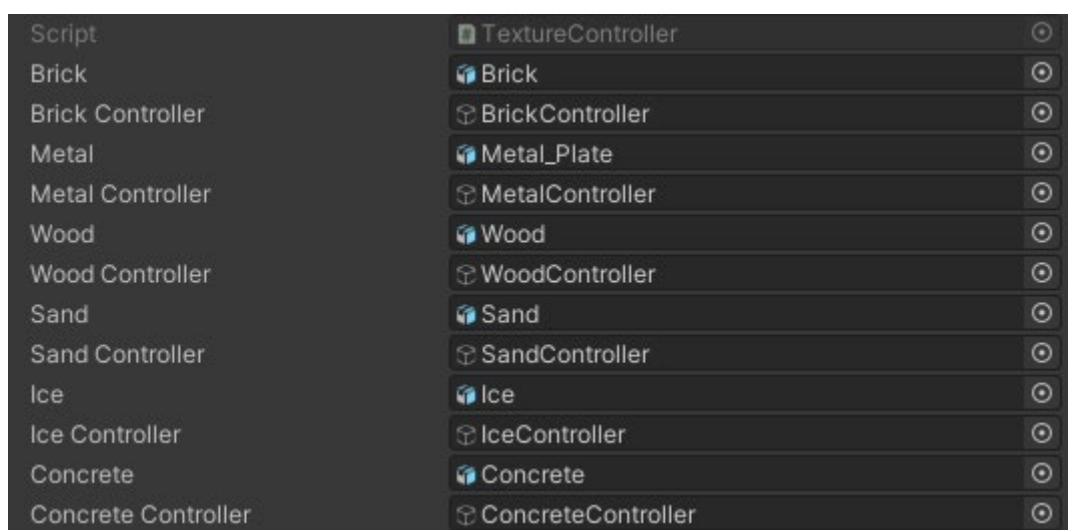 Script TextureController
Brick Brick
Brick Controller BrickController
Metal Metal_Plate
Metal Controller MetalController
Wood Wood
Wood Controller WoodController
Sand Sand
Sand Controller SandController
Ice Ice
Ice Controller IceController
Concrete Concrete
Concrete Controller ConcreteController